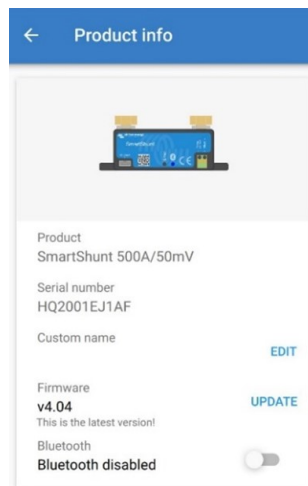 Product info
SmartShunt
Product
SmartShunt 500A/50mV
Serial number
HQ2001EJ1AF
Custom name
EDIT
Firmware
v4.04
UPDATE
This is the latest version!
Bluetooth
Bluetooth disabled